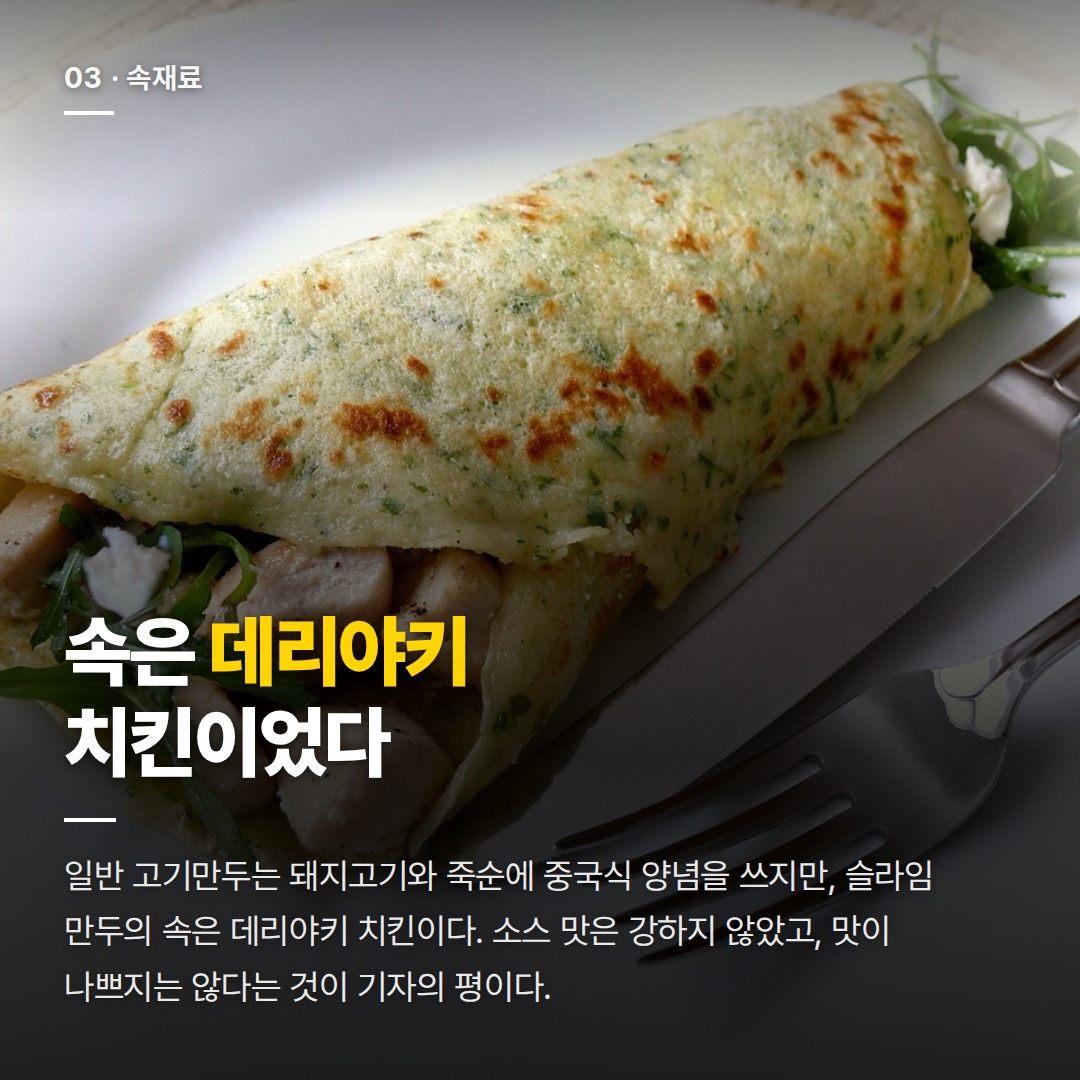 03 · 속재료
속은 데리야키
치킨이었다
일반 고기만두는 돼지고기와 죽순에 중국식 양념을 쓰지만, 슬라임
만두의 속은 데리야키 치킨이다. 소스 맛은 강하지 않았고, 맛이
나쁘지는 않다는 것이 기자의 평이다.